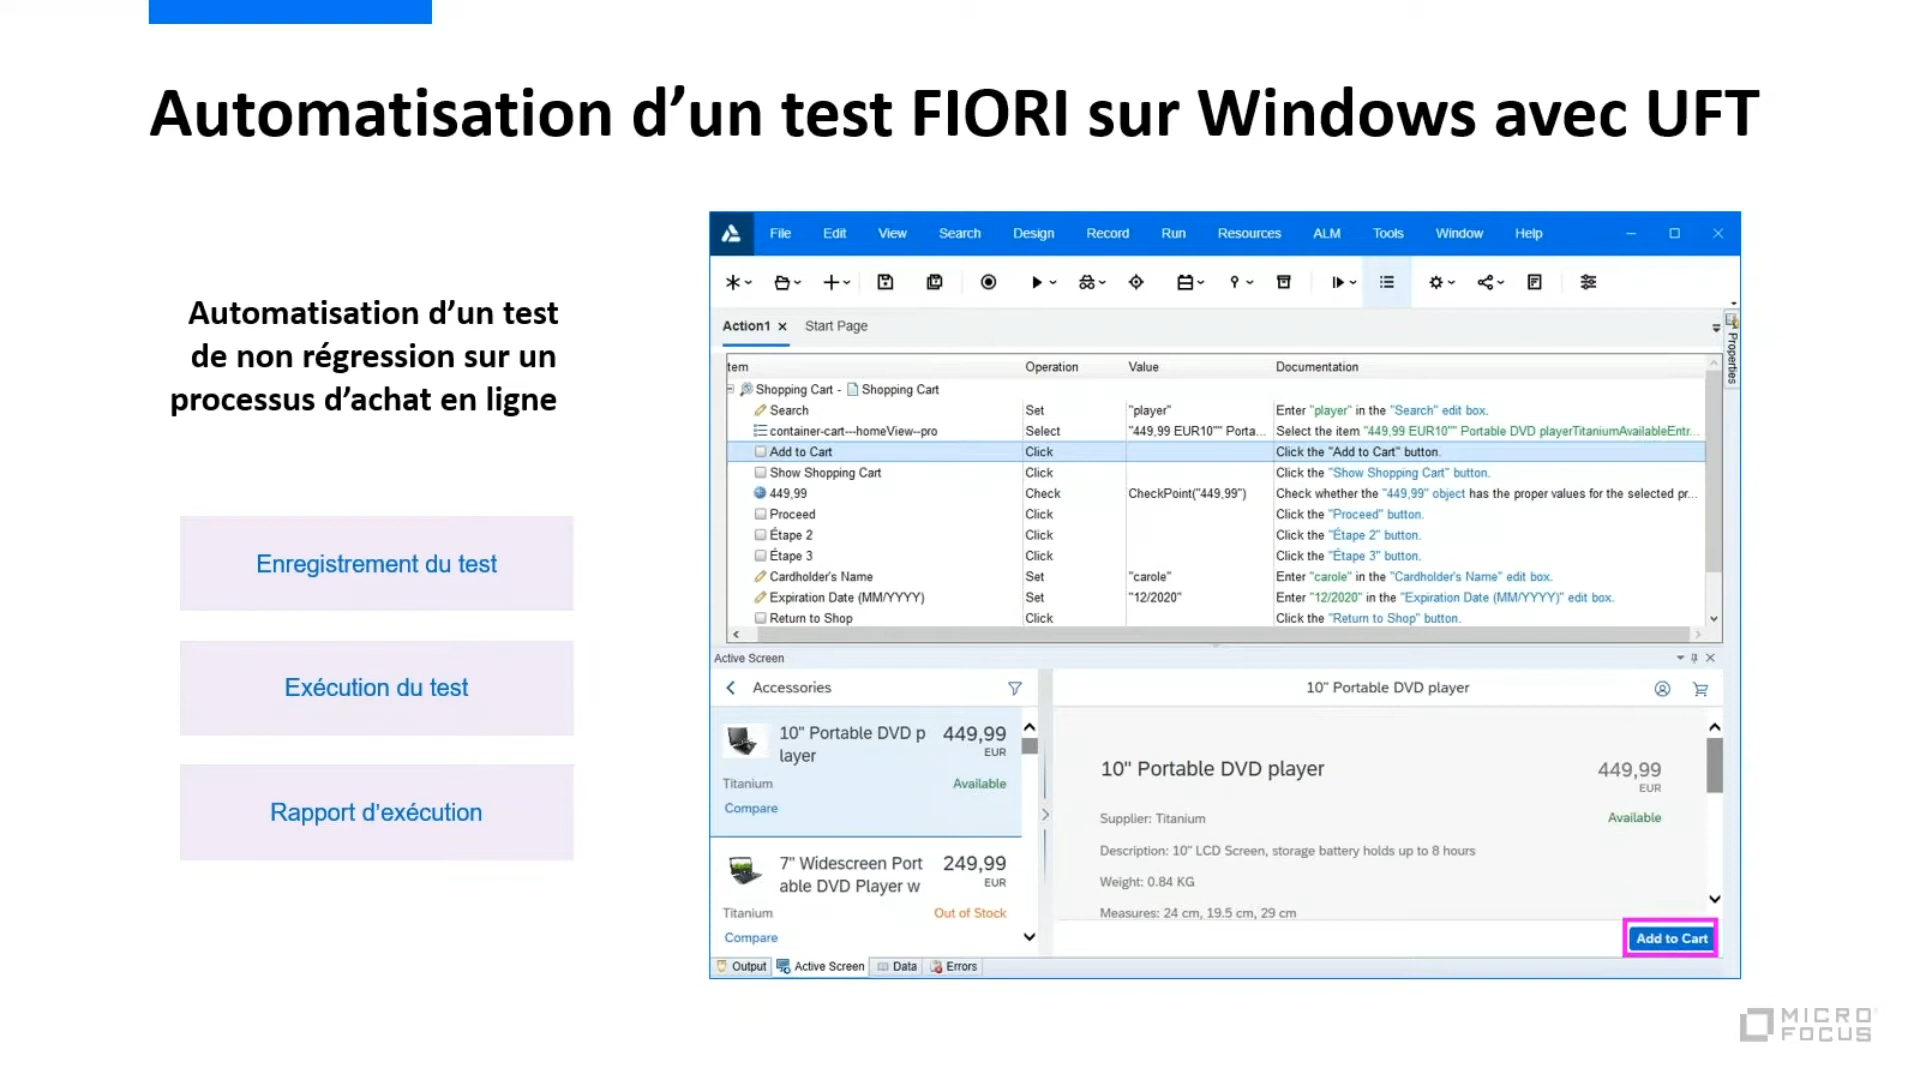 Automatisation d’un test FIORI sur Windows avec UFT
Automatisation d’un test
de non régression sur un
processus d’achat en ligne
Enregistrement du test
Exécution du test
Rapport d’exécution
File Edit View Search Design Record Run Resources ALM Tools Window Help
Action1 Start Page
Properties
tem Operation Value Documentation
Shopping Cart - Shopping Cart
Search Set "player" Enter "player" in the "Search" edit box.
container-cart---homeView--pro Select "449,99 EUR10"" Porta... Select the item "449,99 EUR10"" Portable DVD playerTitaniumAvailableEntr...
Add to Cart Click Click the "Add to Cart" button.
Show Shopping Cart Click Click the "Show Shopping Cart" button.
449,99 Check CheckPoint("449,99") Check whether the "449,99" object has the proper values for the selected pr...
Proceed Click Click the "Proceed" button.
Étape 2 Click Click the "Étape 2" button.
Étape 3 Click Click the "Étape 3" button.
Cardholder's Name Set "carole" Enter "carole" in the "Cardholder's Name" edit box.
Expiration Date (MM/YYYY) Set "12/2020" Enter "12/2020" in the "Expiration Date (MM/YYYY)" edit box.
Return to Shop Click Click the "Return to Shop" button.
Active Screen
Accessories
10" Portable DVD p
layer
449,99
EUR
Titanium Available
Compare
7" Widescreen Port
able DVD Player w
249,99
EUR
Titanium Out of Stock
Compare
10" Portable DVD player
10" Portable DVD player
449,99
EUR
Supplier: Titanium Available
Description: 10" LCD Screen, storage battery holds up to 8 hours
Weight: 0.84 KG
Measures: 24 cm, 19.5 cm, 29 cm
Add to Cart
Output Active Screen Data Errors
MICRO
FOCUS